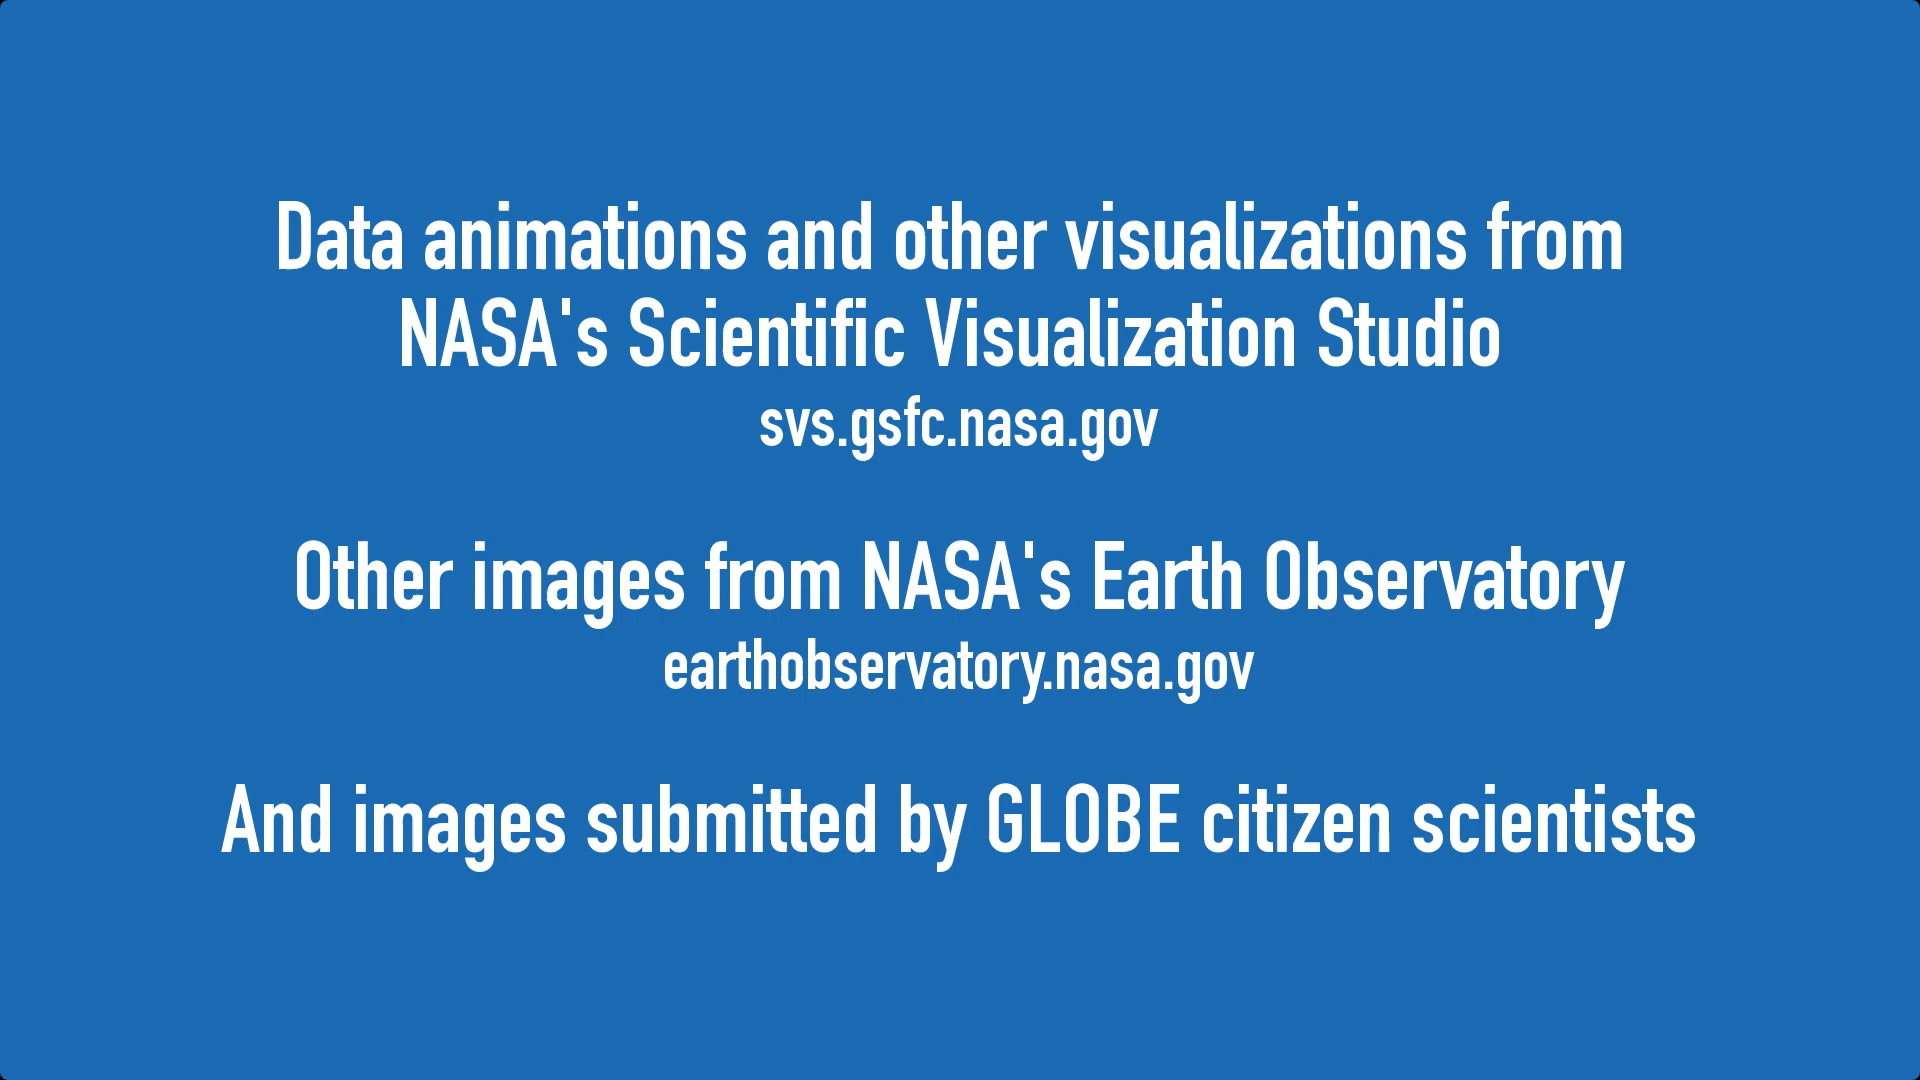 Data animations and other visualizations from
NASA's Scientific Visualization Studio
svs.gsfc.nasa.gov
Other images from NASA's Earth Observatory
earthobservatory.nasa.gov
And images submitted by GLOBE citizen scientists